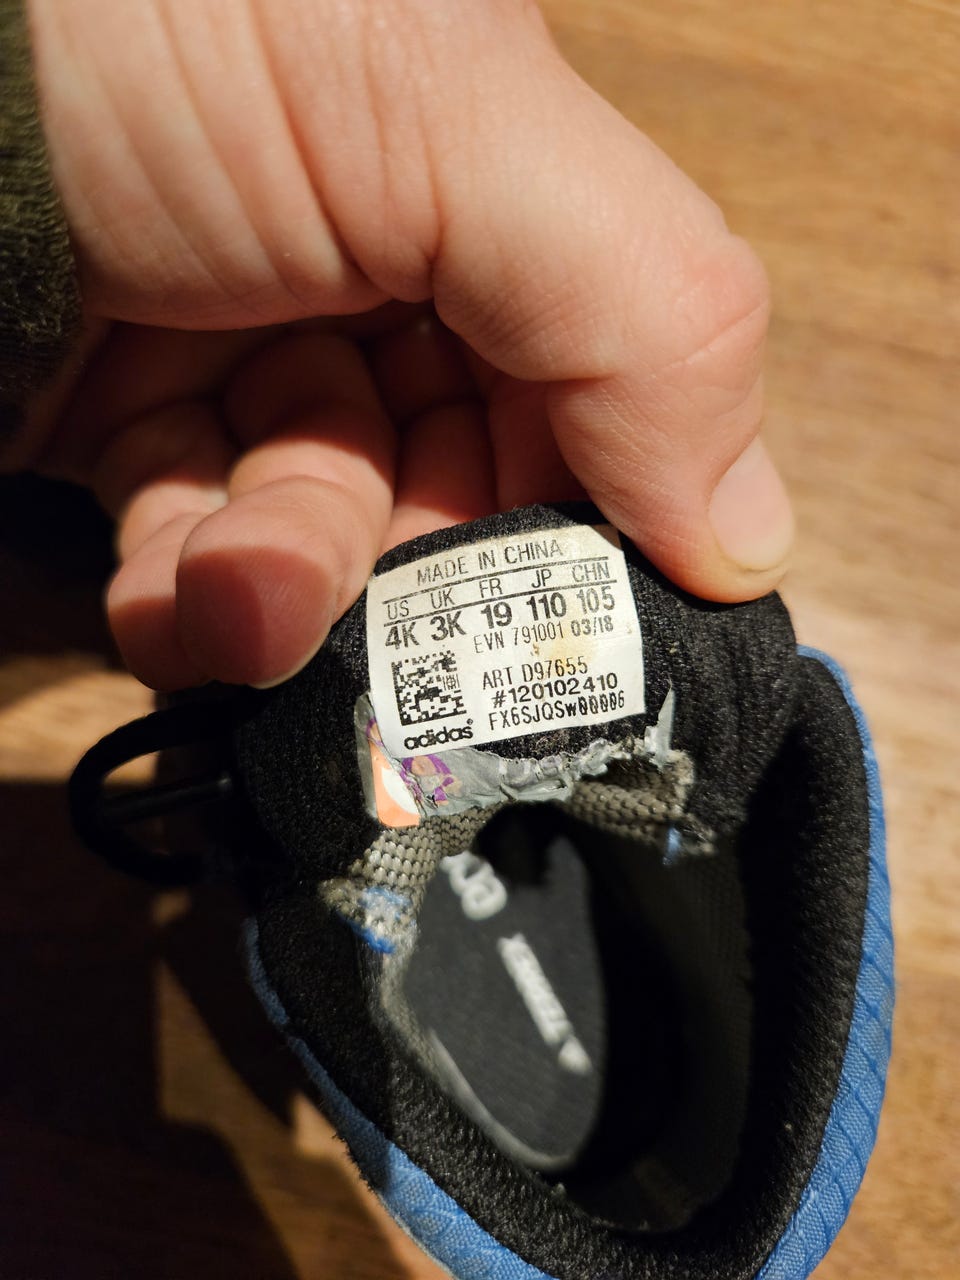 MADE IN CHINA
US UK FR JP CHN
4K 3K 19 110 105
EVN 791001 03/18
ART D97655
#120102410
FX6SJQSw00006
adidas
TERREX